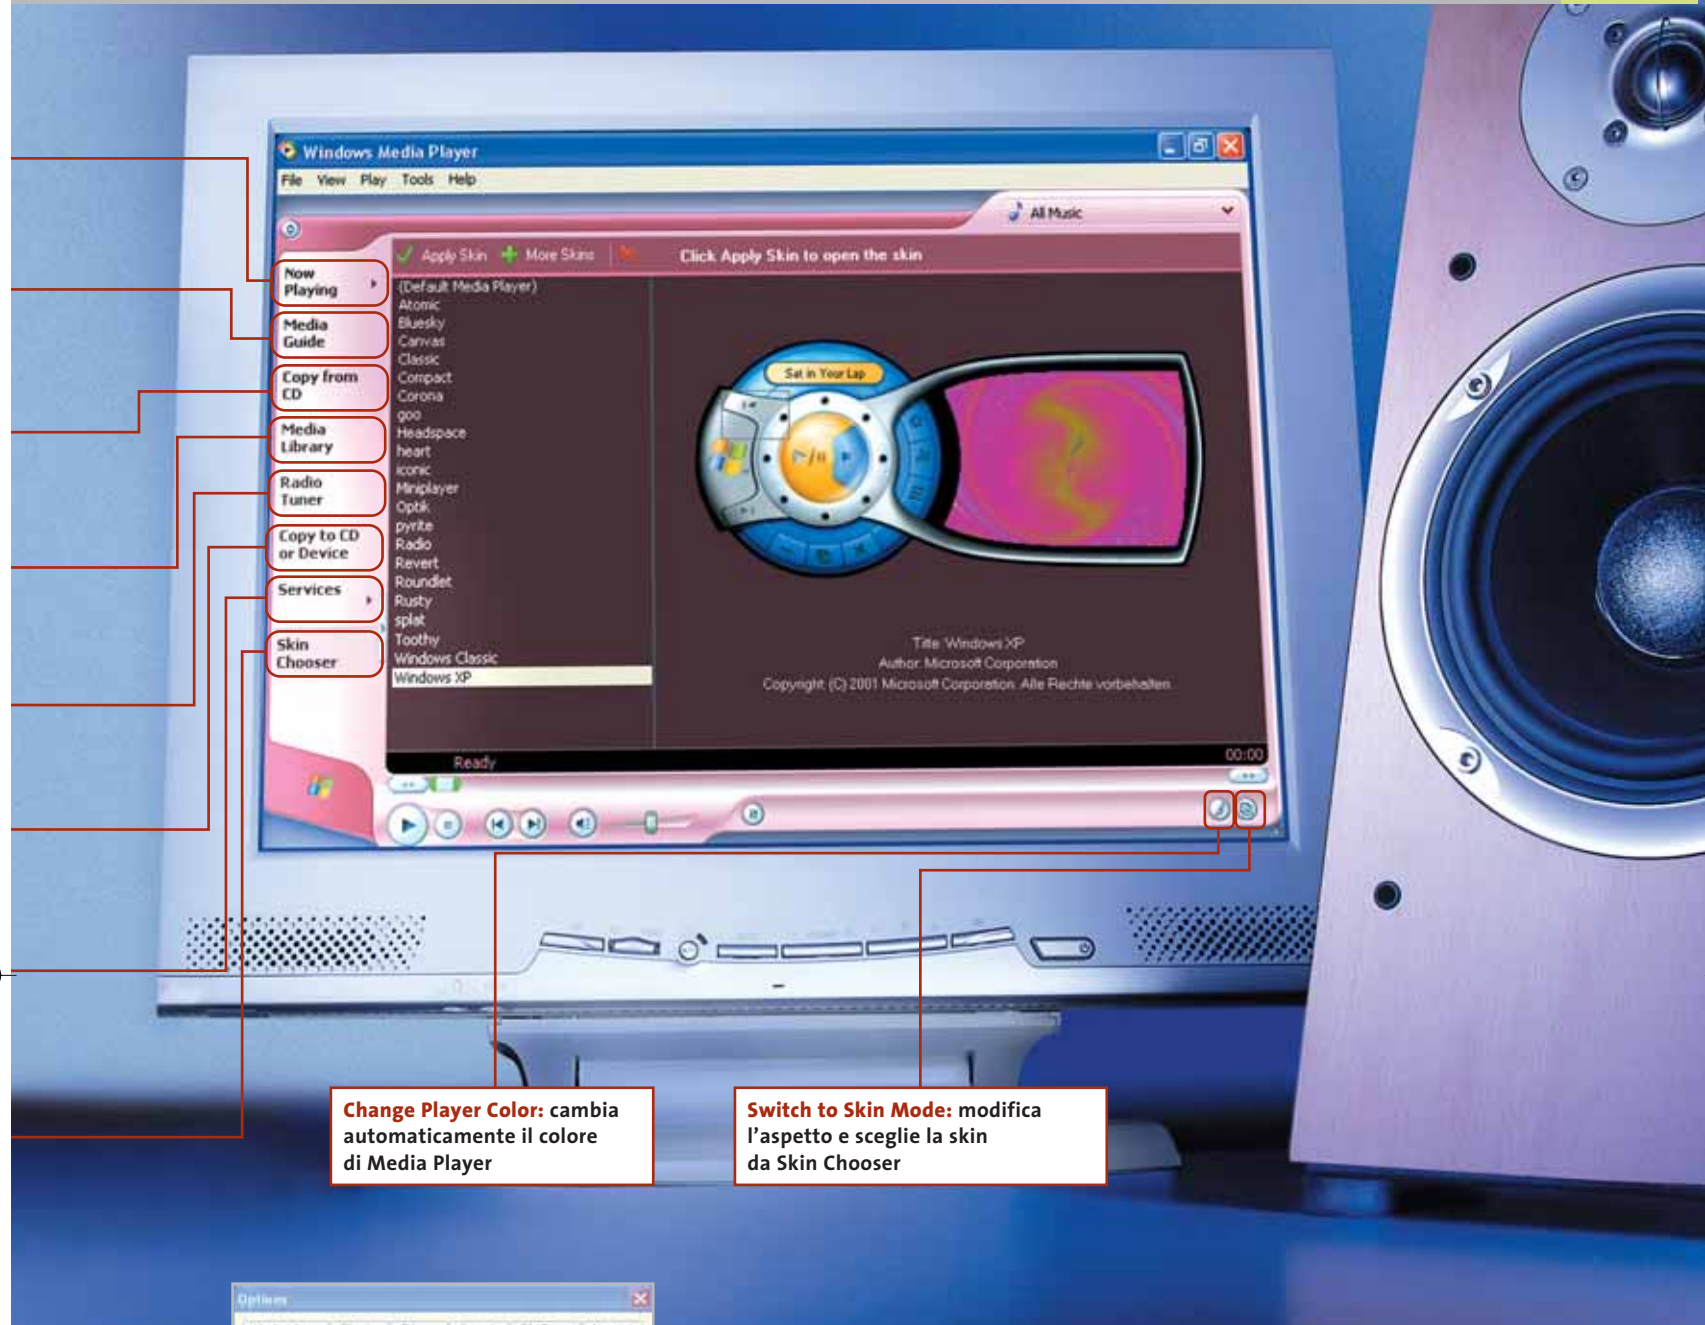 Windows Media Player
File View Play Tools Help
All Music
Apply Skin More Skins Click Apply Skin to open the skin
Now
Playing
Media
Guide
Copy from
CD
Media
Library
Radio
Tuner
Copy to CD
or Device
Services
Skin
Chooser
(Default Media Player)
Atomic
Bluesky
Canvas
Classic
Compact
Corona
goo
Headspace
heart
iconic
Miniplayer
Optik
pyrite
Radio
Revert
Roundlet
Rusty
splat
Toothy
Windows Classic
Windows XP
Sat in Your Lap
Title: Windows XP
Author: Microsoft Corporation
Copyright (C) 2001 Microsoft Corporation. Alle Rechte vorbehalten
Ready
00:00
Change Player Color: cambia
automaticamente il colore
di Media Player
Switch to Skin Mode: modifica
l'aspetto e sceglie la skin
da Skin Chooser
Options